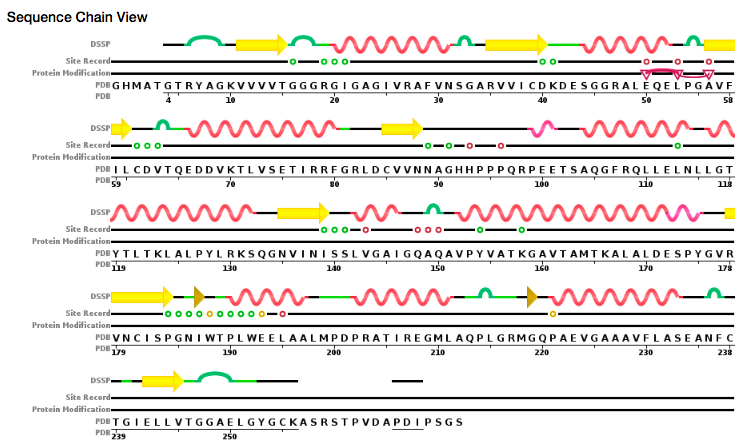 Sequence Chain View
DSSP
Site Record
Protein Modification
PDB GHMATGTRYAGKVVVVTGGGRGIGAGIVRAFVNSGARVVICDKDESGGRALEQELPGAVF
PDB 4 10 20 30 40 50 58
DSSP
Site Record
Protein Modification
PDB ILCDVTQEDDVKTLVSETIRRFGRLDCVVNNAGHHPPPQRPEETSAQGFRQLLELNLLGT
PDB 59 70 80 90 100 110 118
DSSP
Site Record
Protein Modification
PDB YTLTKLALPYLRKSQGNVINISSLVGAIGQAQAVPYVATKGAVTAMTKALALDESPYGVR
PDB 119 130 140 150 160 170 178
DSSP
Site Record
Protein Modification
PDB VNCISPGNIWTPLWEELAALMPDPRATIREGMLAQPLGRMGQPAEVGAAAVFLASEANFC
PDB 179 190 200 210 220 230 238
DSSP
Site Record
Protein Modification
PDB TGIELLVTGGAELGYGCKASRSTPVDAPDIPSGS
PDB 239 250